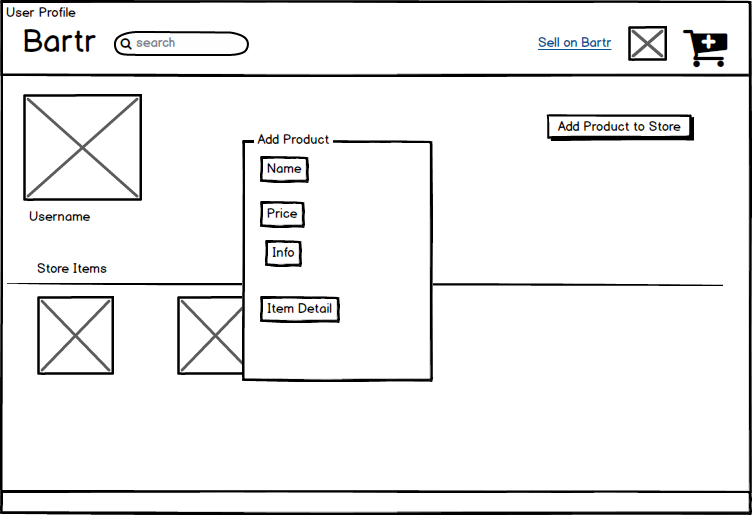 User Profile
Bartr
search
Sell on Bartr
Add Product to Store
Add Product
Name
Username
Price
Info
Store Items
Item Detail